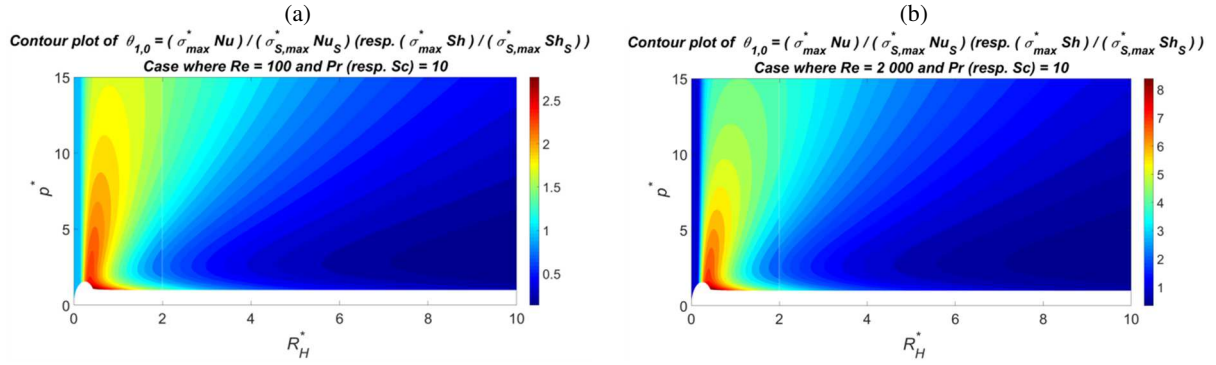 (a)
Contour plot of θ1,0 = ( σ*max Nu ) / ( σ*S,max NuS ) (resp. ( σ*max Sh ) / ( σ*S,max ShS ) )
Case where Re = 100 and Pr (resp. Sc) = 10
15
10
5
0
p*
0 2 4 6 8 10
R*H
2.5
2
1.5
1
0.5
(b)
Contour plot of θ1,0 = ( σ*max Nu ) / ( σ*S,max NuS ) (resp. ( σ*max Sh ) / ( σ*S,max ShS ) )
Case where Re = 2 000 and Pr (resp. Sc) = 10
15
10
5
0
p*
0 2 4 6 8 10
R*H
8
7
6
5
4
3
2
1